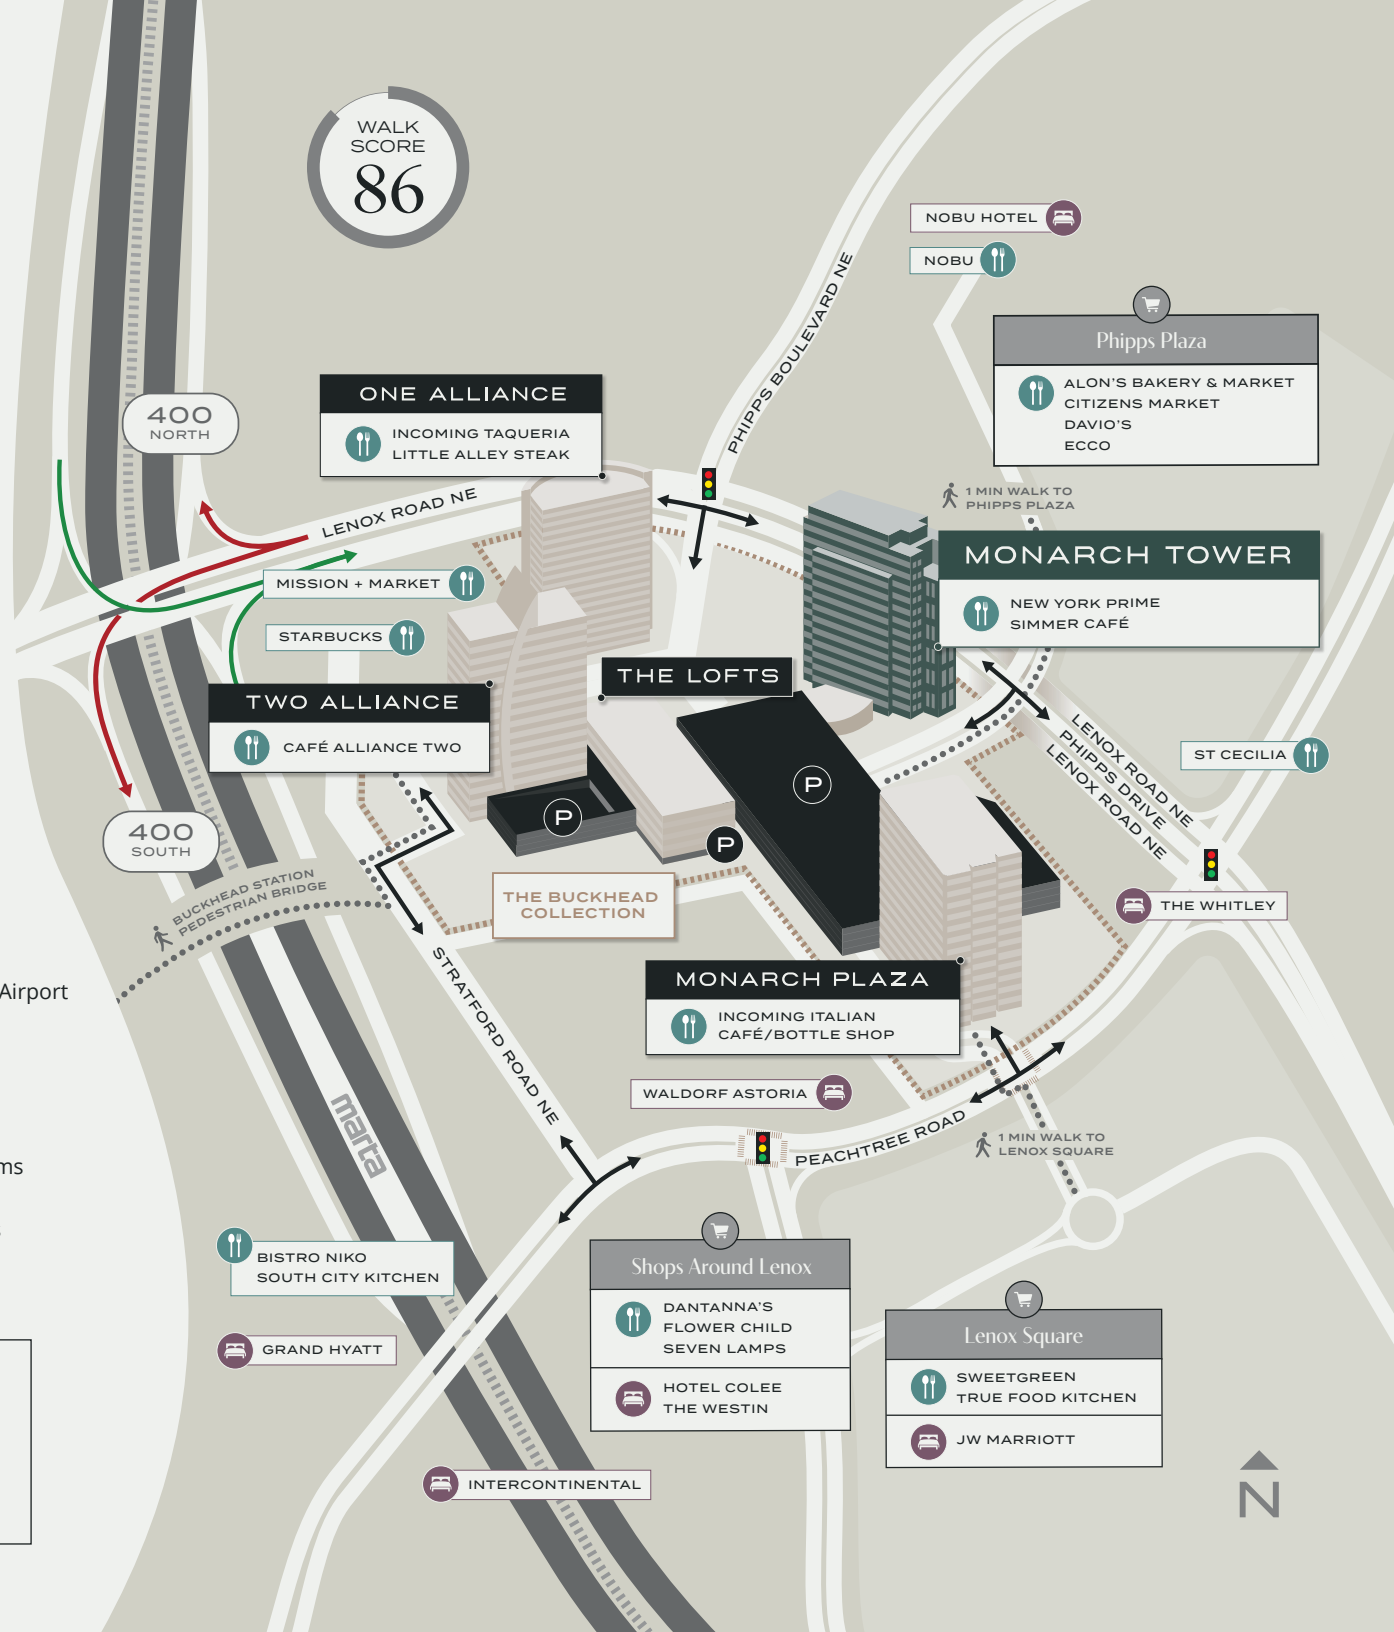 WALK
SCORE
86
NOBU HOTEL
NOBU
PHIPPS BOULEVARD NE
Phipps Plaza
ALON'S BAKERY & MARKET
CITIZENS MARKET
DAVIO'S
ECCO
ONE ALLIANCE
INCOMING TAQUERIA
LITTLE ALLEY STEAK
400
NORTH
LENOX ROAD NE
1 MIN WALK TO
PHIPPS PLAZA
MONARCH TOWER
NEW YORK PRIME
SIMMER CAFÉ
MISSION + MARKET
STARBUCKS
THE LOFTS
TWO ALLIANCE
CAFÉ ALLIANCE TWO
LENOX ROAD NE
PHIPPS DRIVE
LENOX ROAD NE
ST CECILIA
P
P
P
400
SOUTH
BUCKHEAD STATION
PEDESTRIAN BRIDGE
THE BUCKHEAD
COLLECTION
THE WHITLEY
STRATFORD ROAD NE
MONARCH PLAZA
INCOMING ITALIAN
CAFÉ/BOTTLE SHOP
Airport
WALDORF ASTORIA
marta
PEACHTREE ROAD
1 MIN WALK TO
LENOX SQUARE
ms
BISTRO NIKO
SOUTH CITY KITCHEN
GRAND HYATT
Shops Around Lenox
DANTANNA'S
FLOWER CHILD
SEVEN LAMPS
HOTEL COLEE
THE WESTIN
Lenox Square
SWEETGREEN
TRUE FOOD KITCHEN
JW MARRIOTT
INTERCONTINENTAL
N